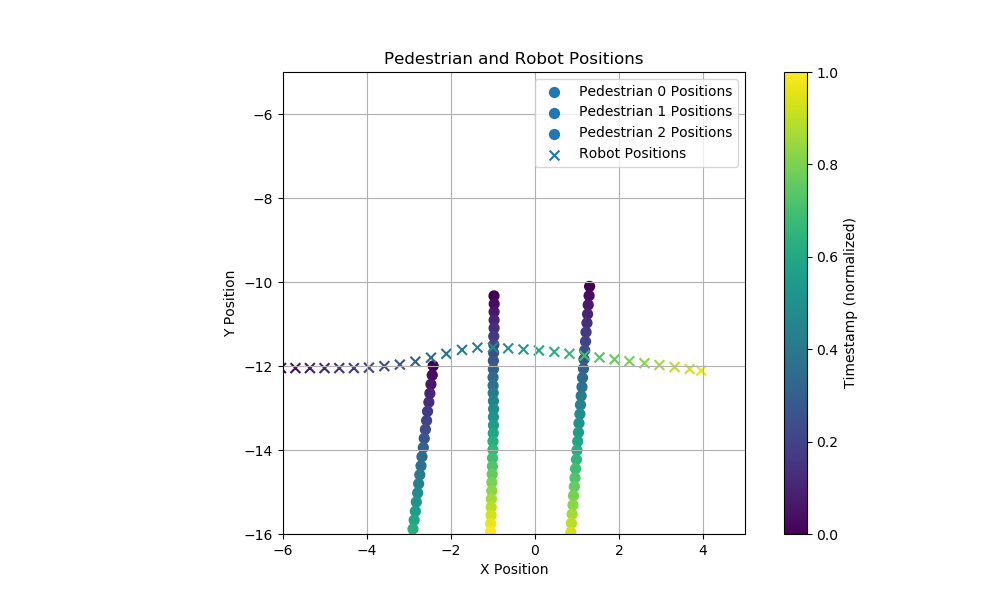 Pedestrian and Robot Positions
Pedestrian 0 Positions
Pedestrian 1 Positions
Pedestrian 2 Positions
Robot Positions
Y Position
−6
−8
−10
−12
−14
−16
−6
−4
−2
0
2
4
X Position
1.0
0.8
0.6
0.4
0.2
0.0
Timestamp (normalized)